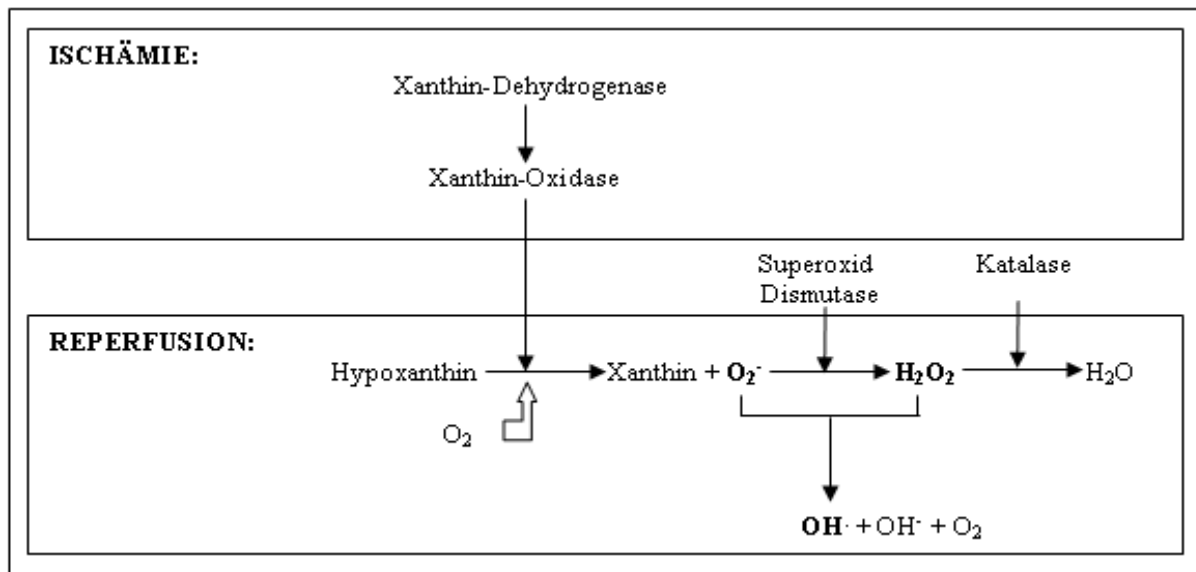 ISCHÄMIE:
Xanthin-Dehydrogenase
Xanthin-Oxidase
Superoxid
Dismutase
Katalase
REPERFUSION:
Hypoxanthin
Xanthin + O₂⁻
H₂O₂
H₂O
O₂
OH· + OH⁻ + O₂